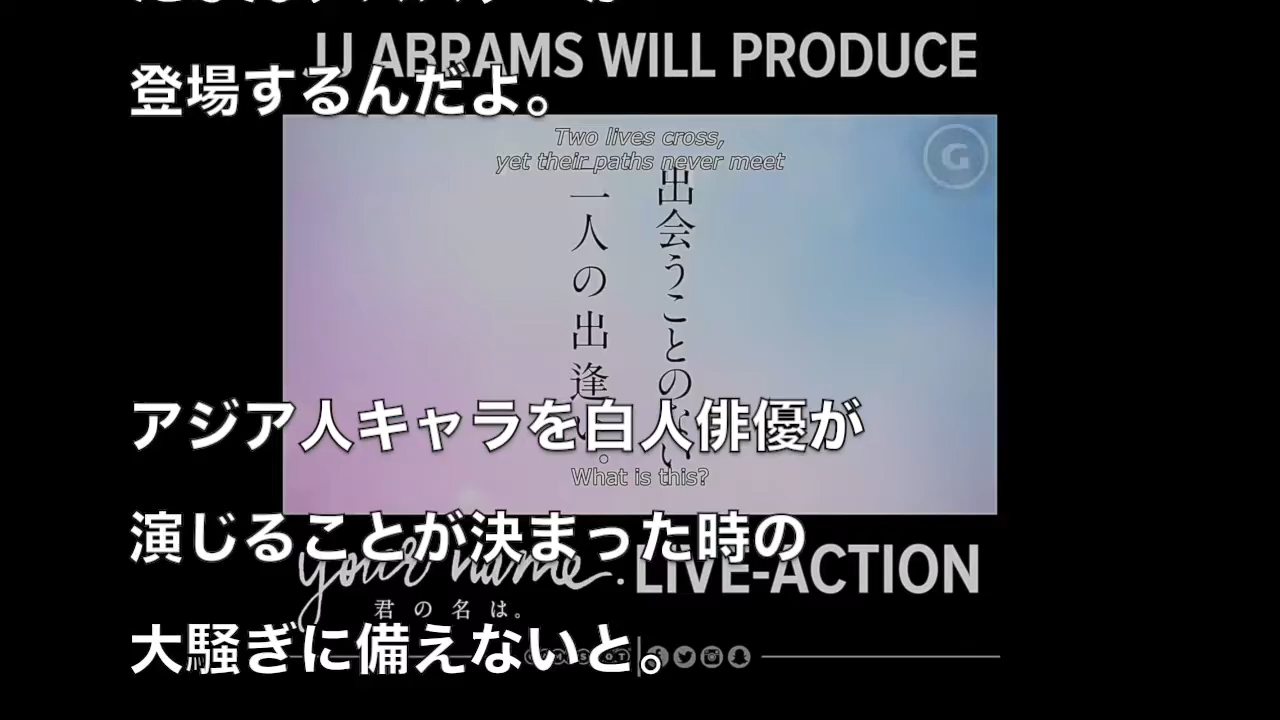 JJ ABRAMS WILL PRODUCE
登場するんだよ。
Two lives cross,
yet their paths never meet
G
出会うことのない
二人の出逢い。
アジア人キャラを白人俳優が
What is this?
演じることが決まった時の
your name. LIVE-ACTION
君の名は。
大騒ぎに備えないと。